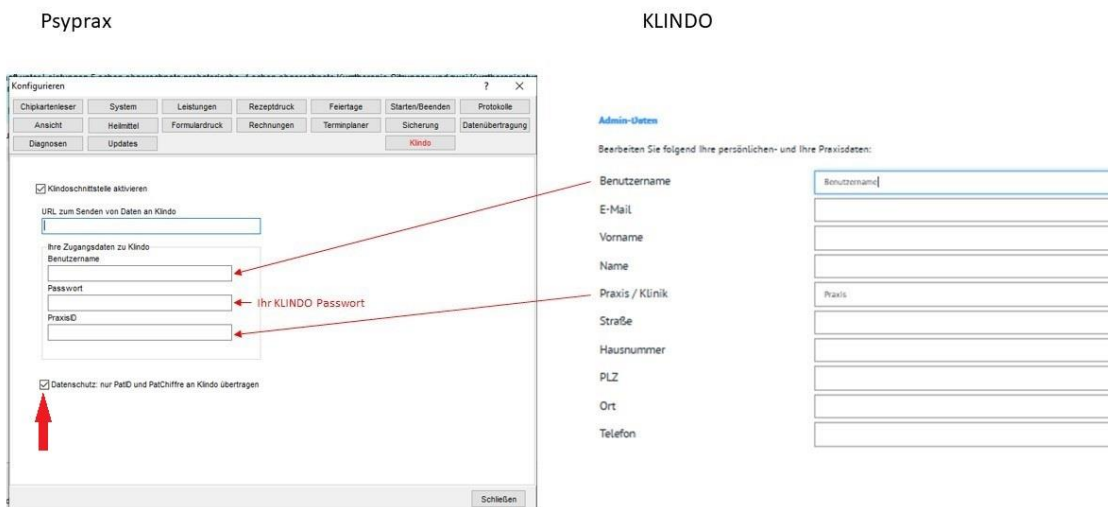 Psyprax
KLINDO
Konfigurieren
? X
Chipkartenleser System Leistungen Rezeptdruck Feiertage Starten/Beenden Protokolle
Ansicht Heilmittel Formulardruck Rechnungen Terminplaner Sicherung Datenübertragung
Diagnosen Updates Klindo
Klindoschnittstelle aktivieren
URL zum Senden von Daten an Klindo
Ihre Zugangsdaten zu Klindo
Benutzername
Passwort
Ihr KLINDO Passwort
PraxisID
Datenschutz: nur PatID und PatChiffre an Klindo übertragen
Schließen
Admin-Daten
Bearbeiten Sie folgend Ihre persönlichen- und Ihre Praxisdaten:
Benutzername Benutzername
E-Mail
Vorname
Name
Praxis / Klinik Praxis
Straße
Hausnummer
PLZ
Ort
Telefon